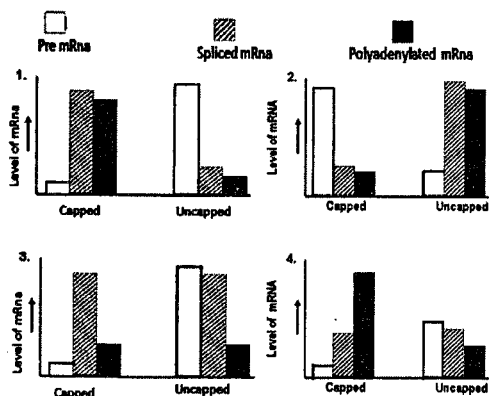 Pre mRna
Spliced mRna
Polyadenylated mRna
1.
Level of mRna
Capped
Uncapped
2.
Level of mRNA
Capped
Uncapped
3.
Level of mRna
Capped
Uncapped
4.
Level of mRNA
Capped
Uncapped